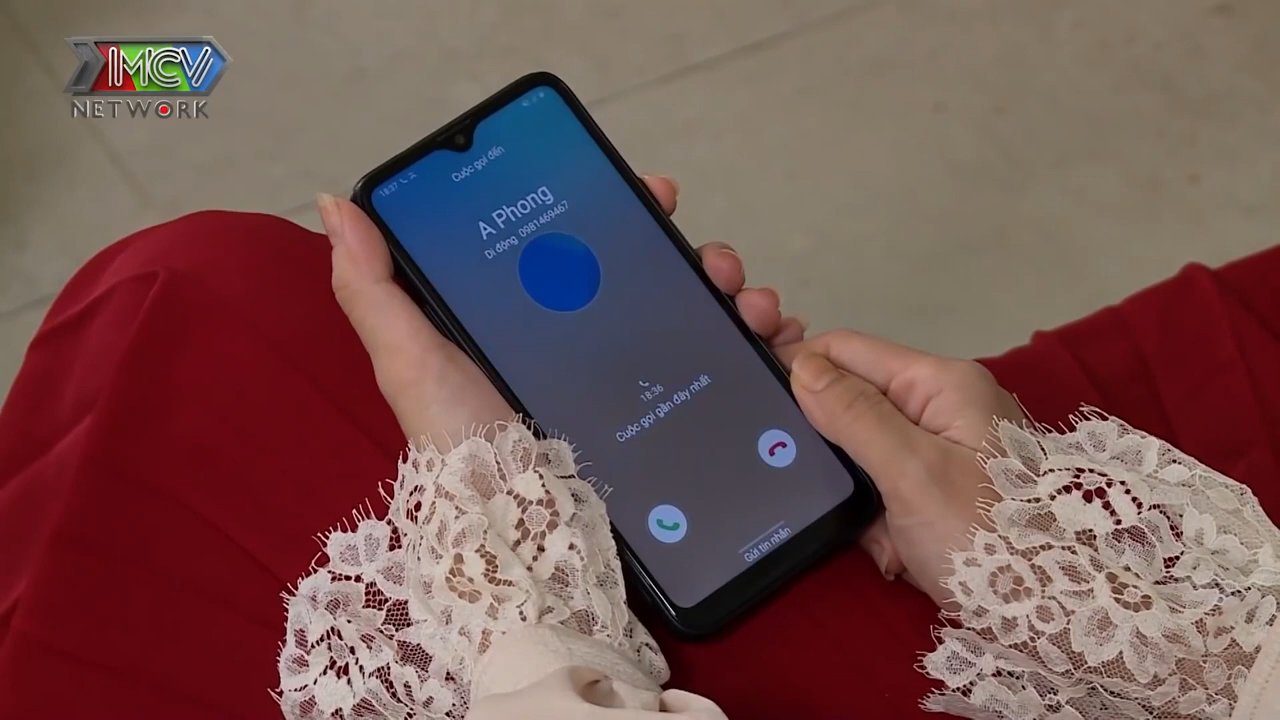 MCV
NETWORK
18:37
Cuộc gọi đến
A Phong
Di động 0981469467
18:36
Cuộc gọi gần đây nhất
Gửi tin nhắn